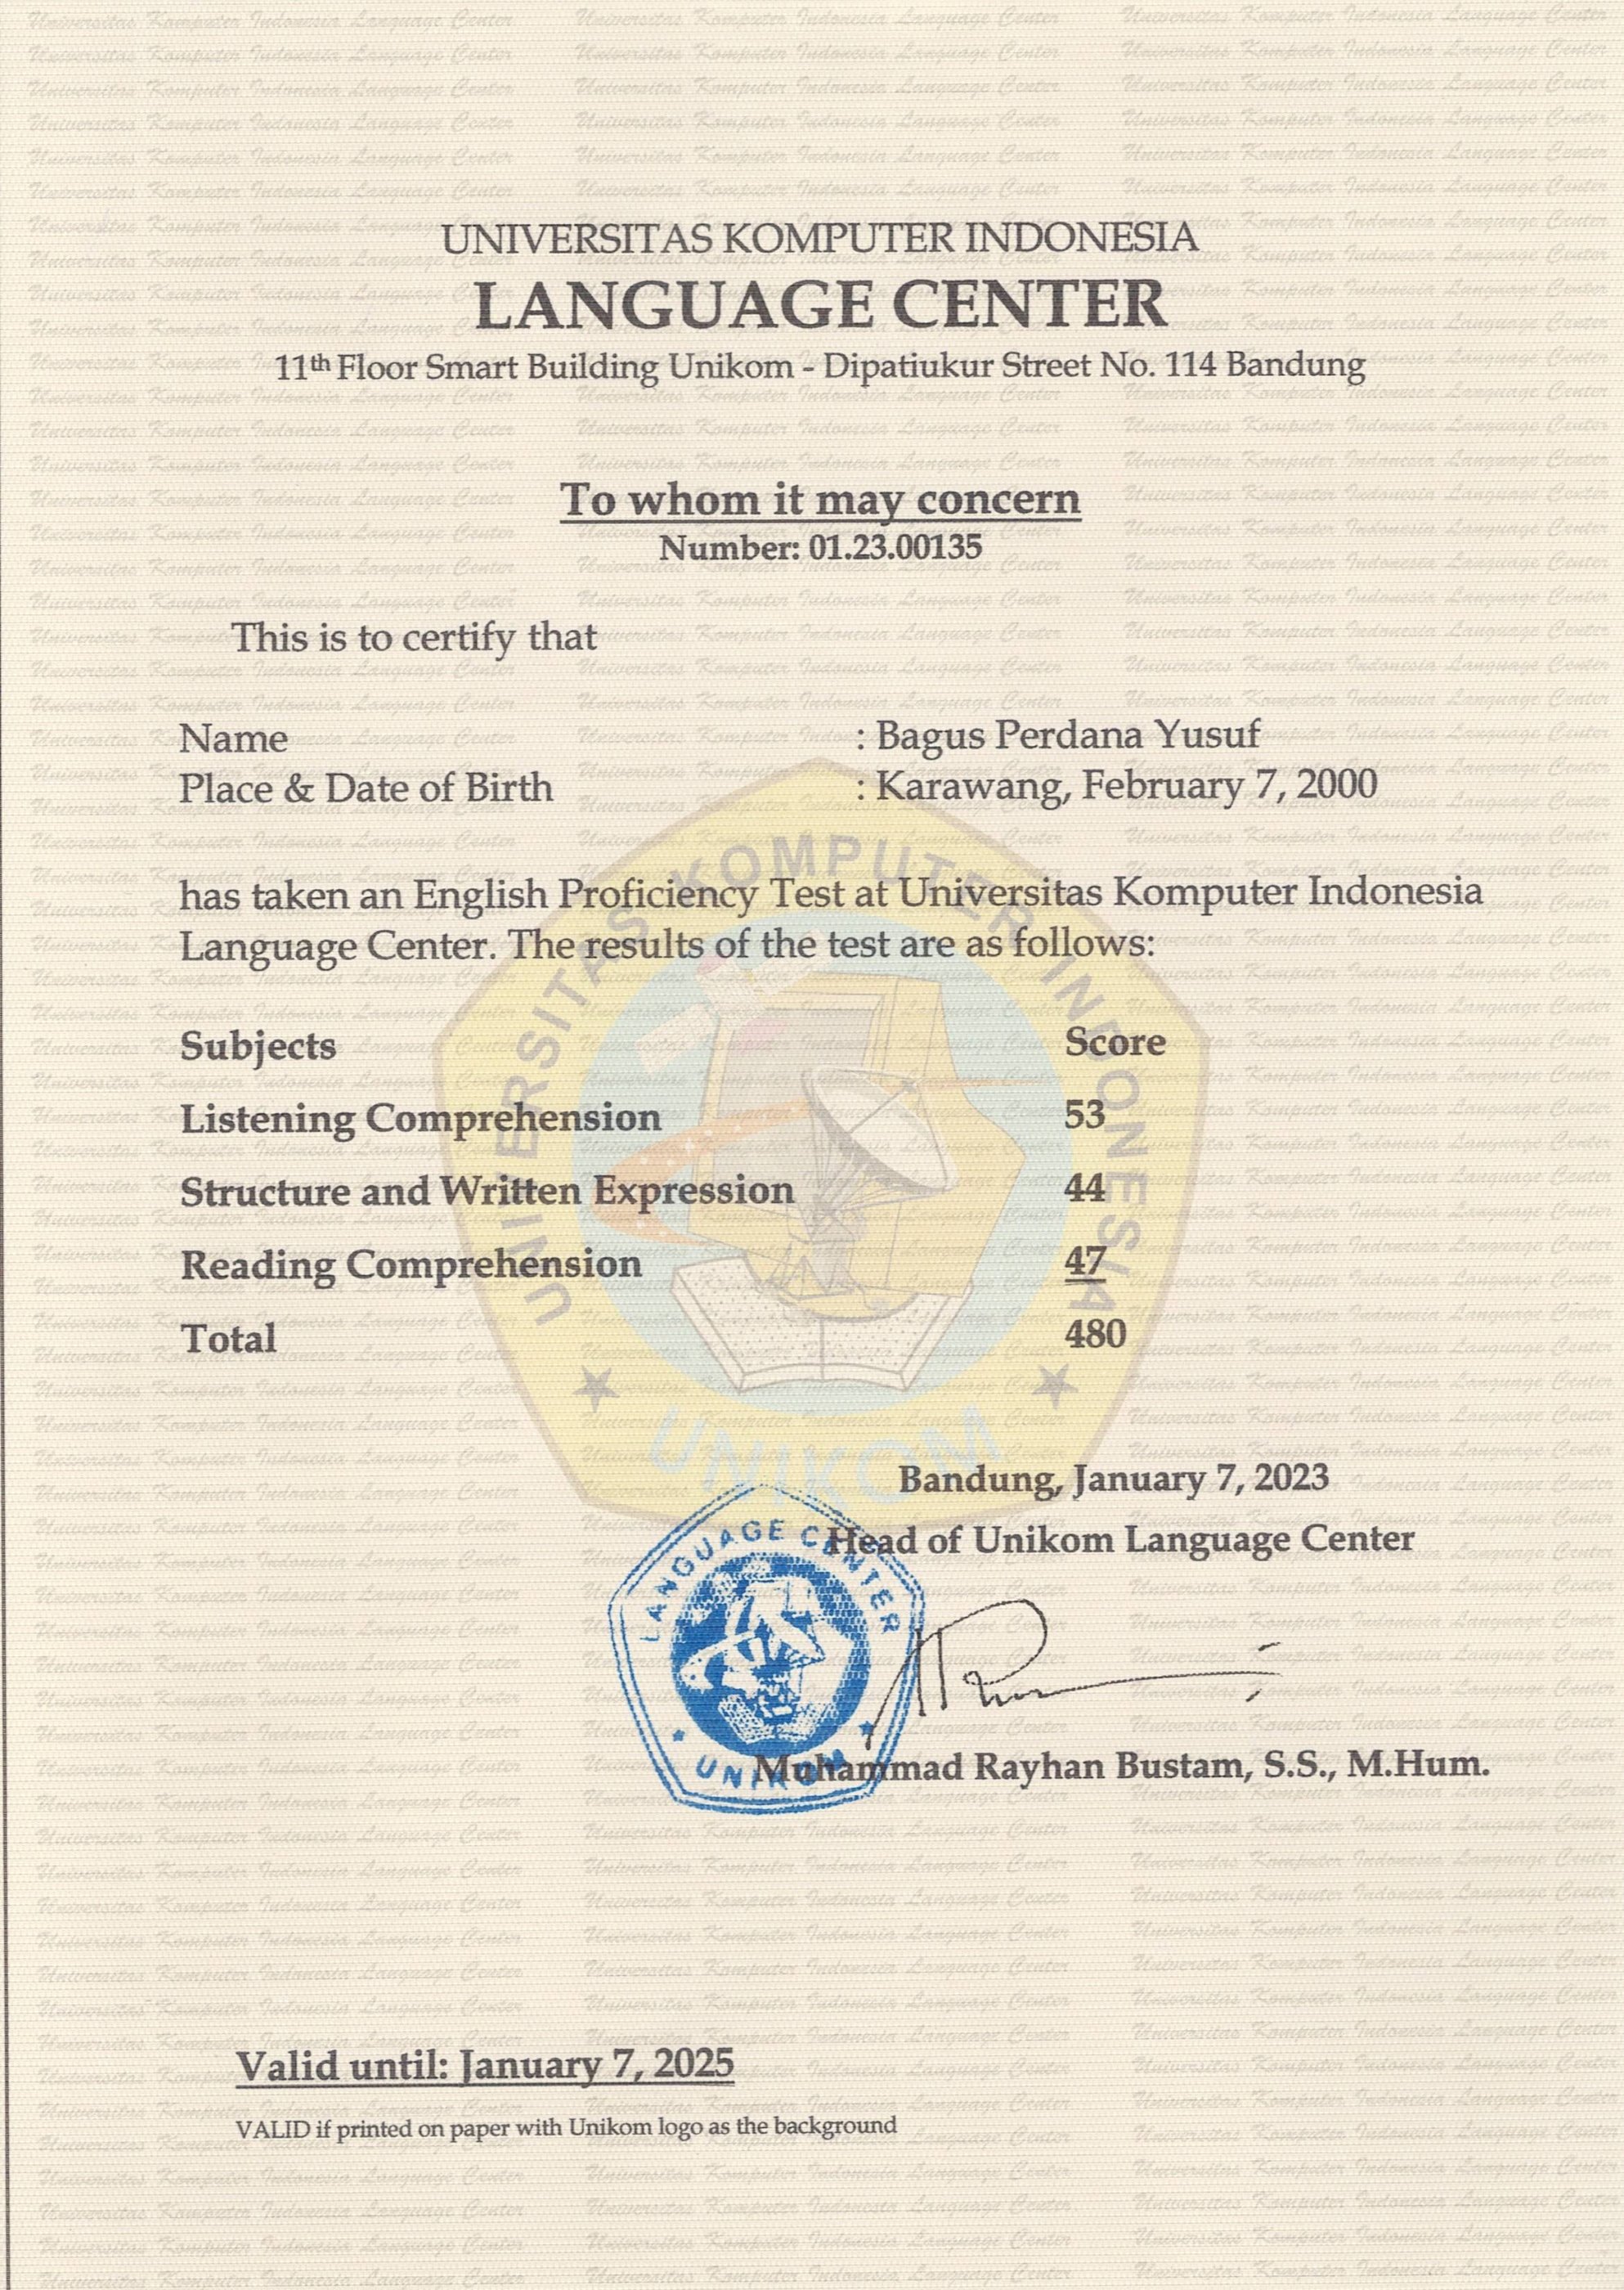 UNIVERSITAS KOMPUTER INDONESIA
LANGUAGE CENTER
11th Floor Smart Building Unikom - Dipatiukur Street No. 114 Bandung
To whom it may concern
Number: 01.23.00135
This is to certify that
Name : Bagus Perdana Yusuf
Place & Date of Birth : Karawang, February 7, 2000
has taken an English Proficiency Test at Universitas Komputer Indonesia
Language Center. The results of the test are as follows:
Subjects Score
Listening Comprehension 53
Structure and Written Expression 44
Reading Comprehension 47
Total 480
UNIVERSITAS KOMPUTER INDONESIA
UNIKOM
Bandung, January 7, 2023
Head of Unikom Language Center
LANGUAGE CENTER
UNIKOM
Muhammad Rayhan Bustam, S.S., M.Hum.
Valid until: January 7, 2025
VALID if printed on paper with Unikom logo as the background
Universitas Komputer Indonesia Language Center